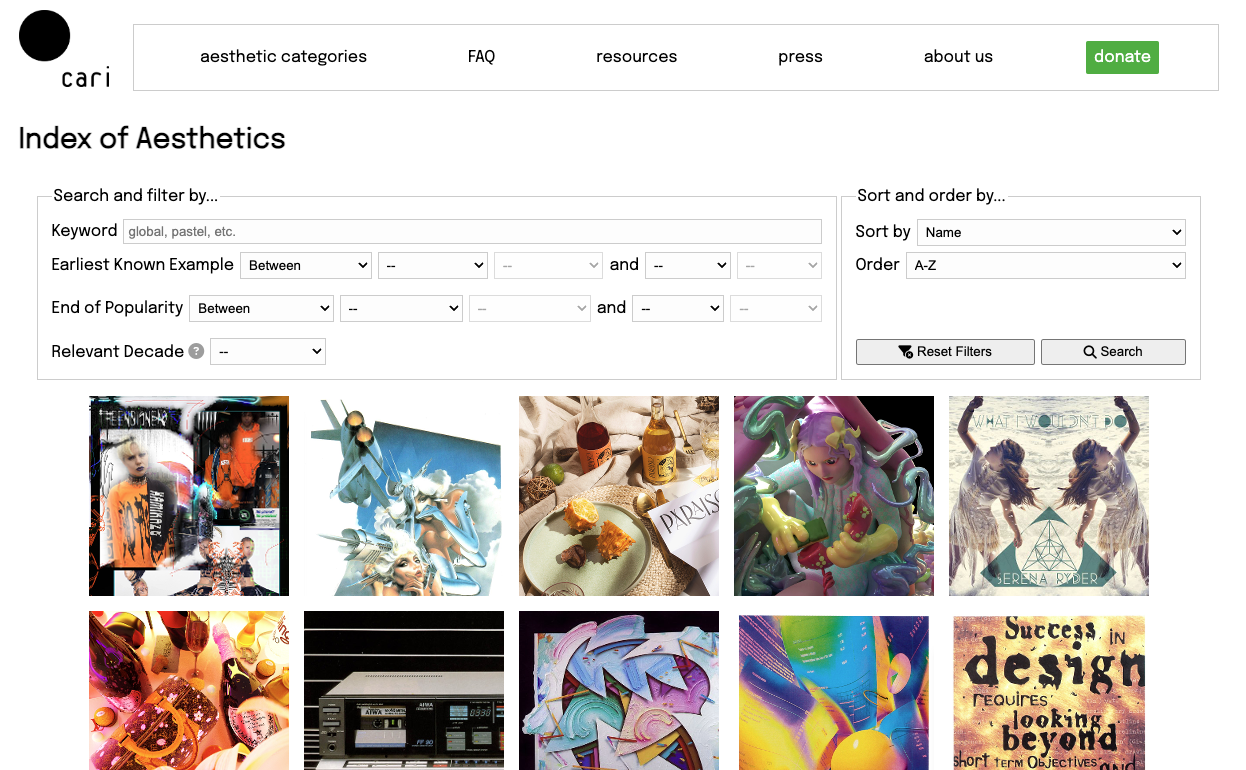 cari
aesthetic categories
FAQ
resources
press
about us
donate
Index of Aesthetics
Search and filter by...
Keyword global, pastel, etc.
Earliest Known Example Between -- -- and -- --
End of Popularity Between -- -- and -- --
Relevant Decade ? --
Sort and order by...
Sort by Name
Order A-Z
Reset Filters
Search
KAMIKAZE
PARAISO
WHAT I WOULDN'T DO
SERENA RYDER
AIWA
AIWA
FF 90
Success in
design
requires
looking
beyond
short term Objectives
and